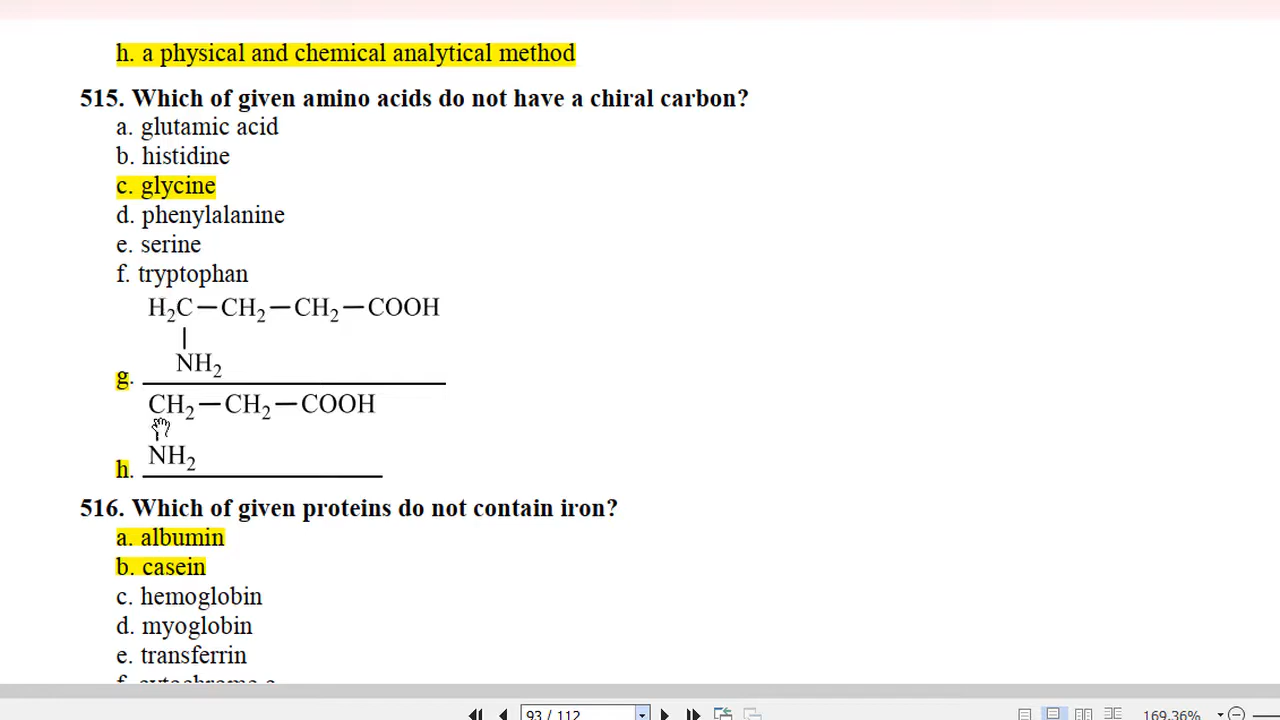 h. a physical and chemical analytical method
515. Which of given amino acids do not have a chiral carbon?
a. glutamic acid
b. histidine
c. glycine
d. phenylalanine
e. serine
f. tryptophan
H₂C—CH₂—CH₂—COOH
|
NH₂
g.
CH₂—CH₂—COOH
NH₂
h.
516. Which of given proteins do not contain iron?
a. albumin
b. casein
c. hemoglobin
d. myoglobin
e. transferrin
93 / 112
169.36%